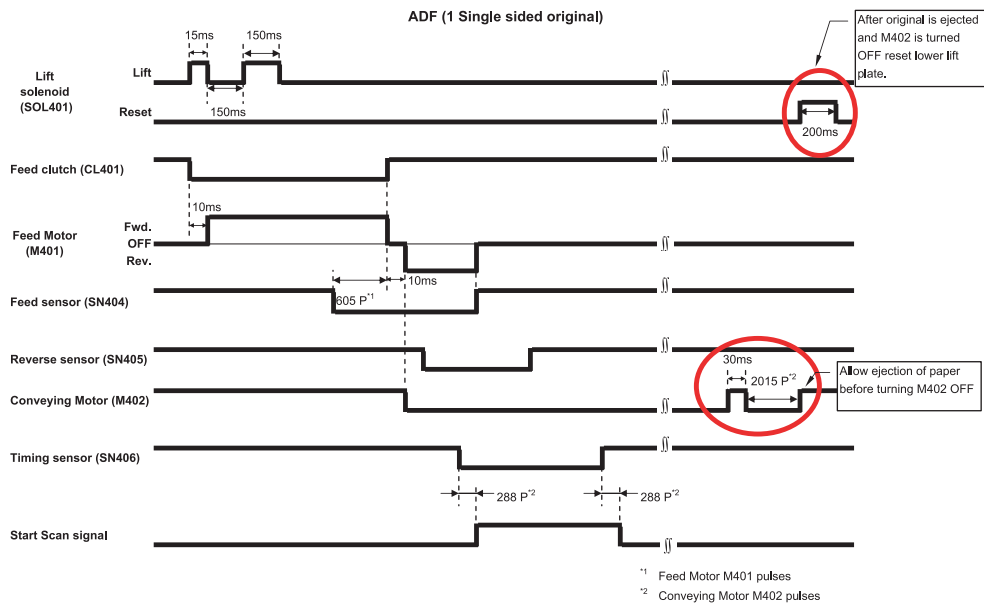 ADF (1 Single sided original)
After original is ejected
and M402 is turned
OFF reset lower lift
plate.
15ms
150ms
Lift
Lift
solenoid
(SOL401)
150ms
Reset
200ms
Feed clutch (CL401)
10ms
Fwd.
Feed Motor
(M401)
OFF
Rev.
10ms
605 P*1
Feed sensor (SN404)
Reverse sensor (SN405)
30ms
2015 P*2
Allow ejection of paper
before turning M402 OFF
Conveying Motor (M402)
Timing sensor (SN406)
288 P*2
288 P*2
Start Scan signal
*1 Feed Motor M401 pulses
*2 Conveying Motor M402 pulses